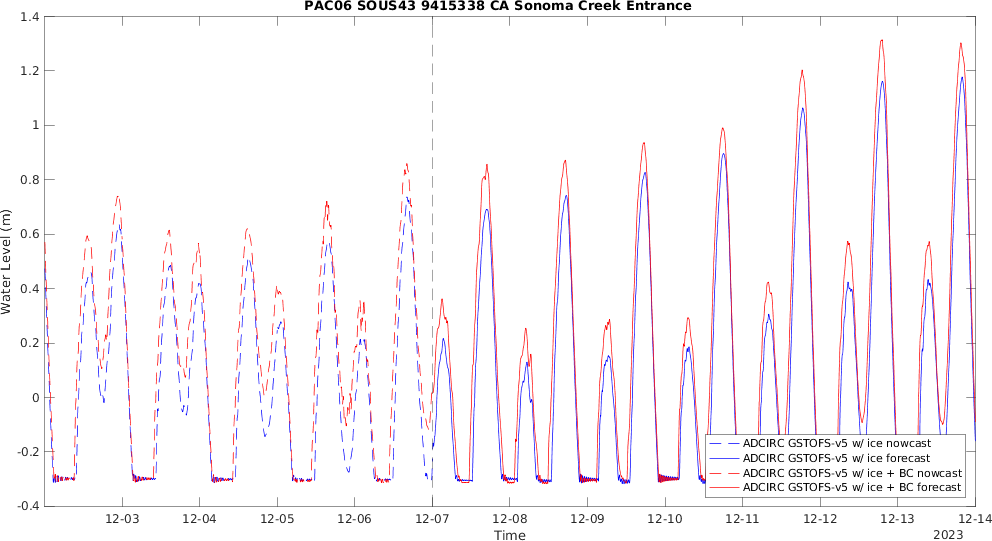 PAC06 SOUS43 9415338 CA Sonoma Creek Entrance
1.4
1.2
1
0.8
0.6
0.4
0.2
0
-0.2
-0.4
Water Level (m)
ADCIRC GSTOFS-v5 w/ ice nowcast
ADCIRC GSTOFS-v5 w/ ice forecast
ADCIRC GSTOFS-v5 w/ ice + BC nowcast
ADCIRC GSTOFS-v5 w/ ice + BC forecast
12-03 12-04 12-05 12-06 12-07 12-08 12-09 12-10 12-11 12-12 12-13 12-14
Time
2023